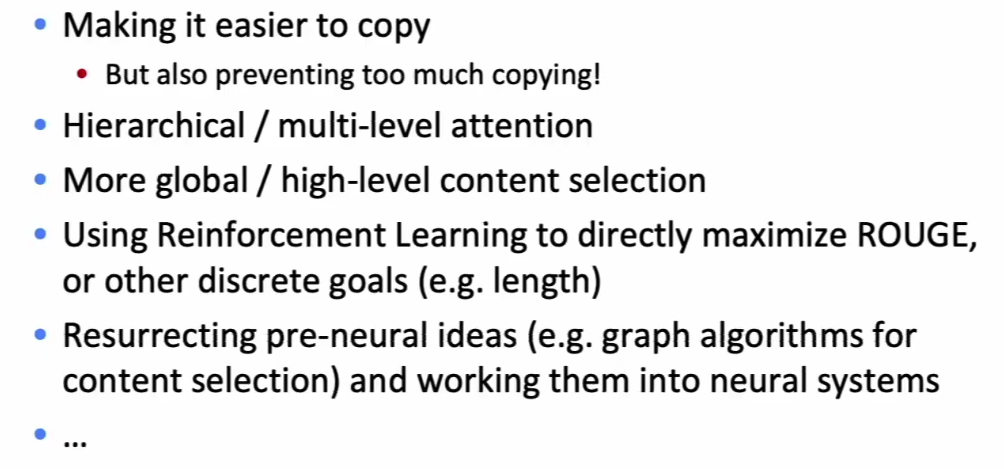 • Making it easier to copy
• But also preventing too much copying!
• Hierarchical / multi-level attention
• More global / high-level content selection
• Using Reinforcement Learning to directly maximize ROUGE,
or other discrete goals (e.g. length)
• Resurrecting pre-neural ideas (e.g. graph algorithms for
content selection) and working them into neural systems
• ...